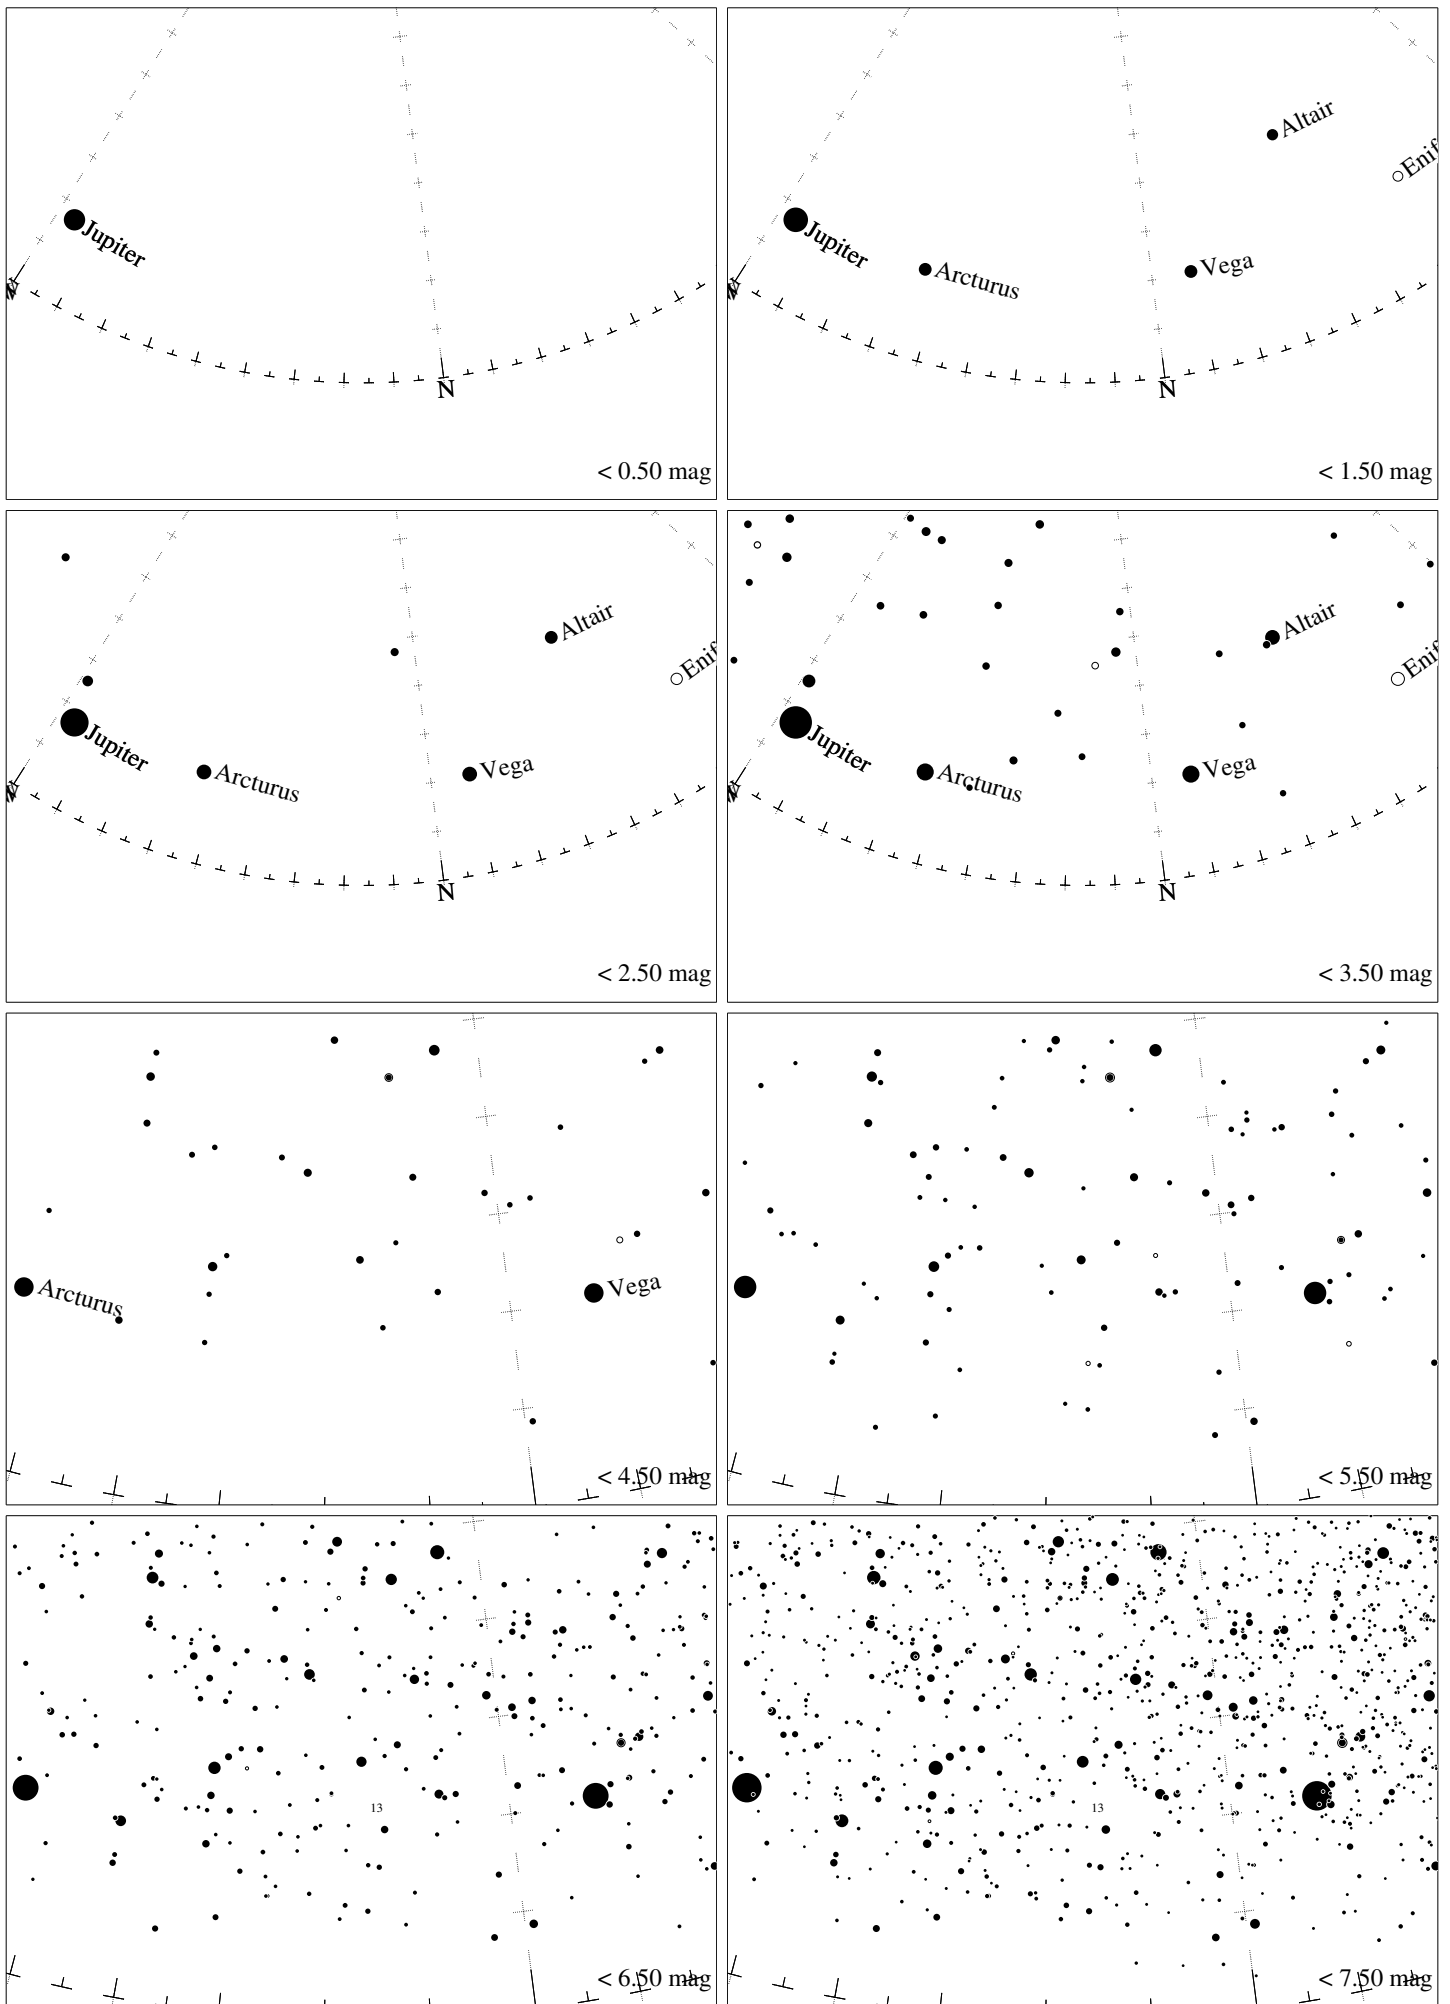 Jupiter
N
< 0.50 mag
Altair
Enif
Jupiter
Arcturus
Vega
N
< 1.50 mag
Altair
Enif
Jupiter
Arcturus
Vega
N
< 2.50 mag
Altair
Enif
Jupiter
Arcturus
Vega
N
< 3.50 mag
Arcturus
Vega
< 4.50 mag
< 5.50 mag
13
< 6.50 mag
13
< 7.50 mag